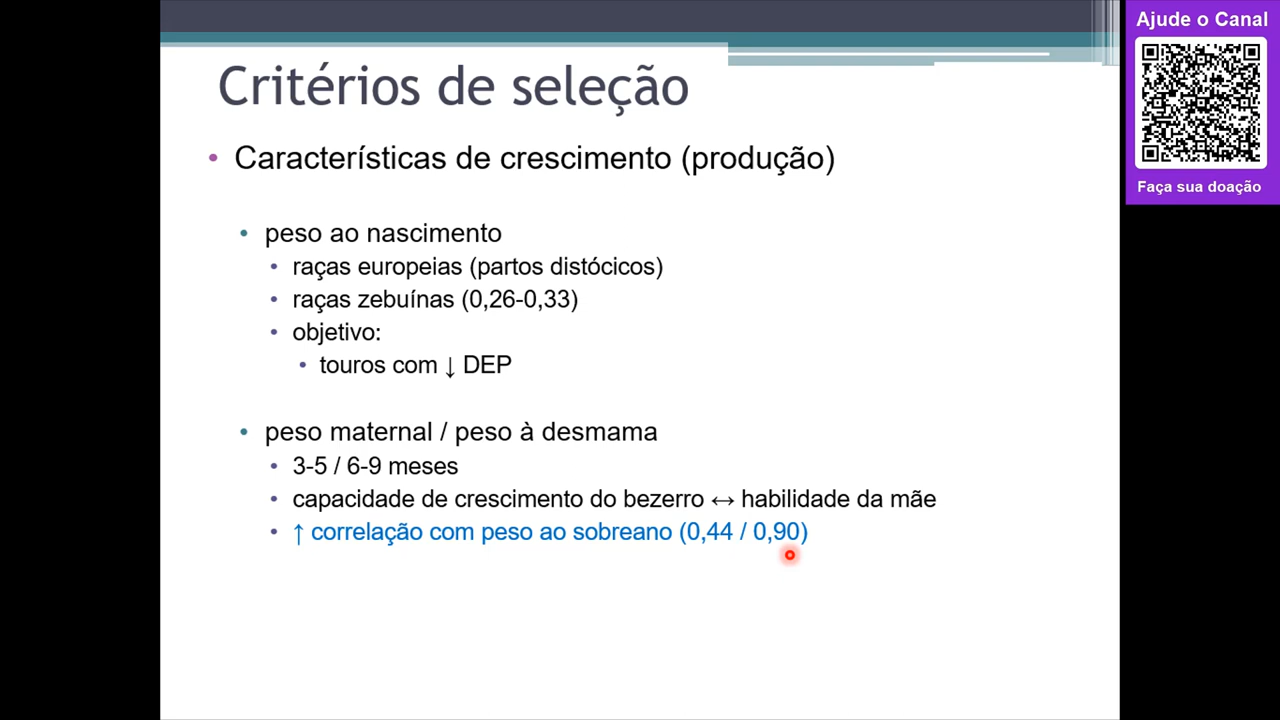 Critérios de seleção
• Características de crescimento (produção)
• peso ao nascimento
• raças europeias (partos distócicos)
• raças zebuínas (0,26-0,33)
• objetivo:
• touros com ↓ DEP
• peso maternal / peso à desmama
• 3-5 / 6-9 meses
• capacidade de crescimento do bezerro ↔ habilidade da mãe
• ↑ correlação com peso ao sobreano (0,44 / 0,90)
Ajude o Canal
Faça sua doação